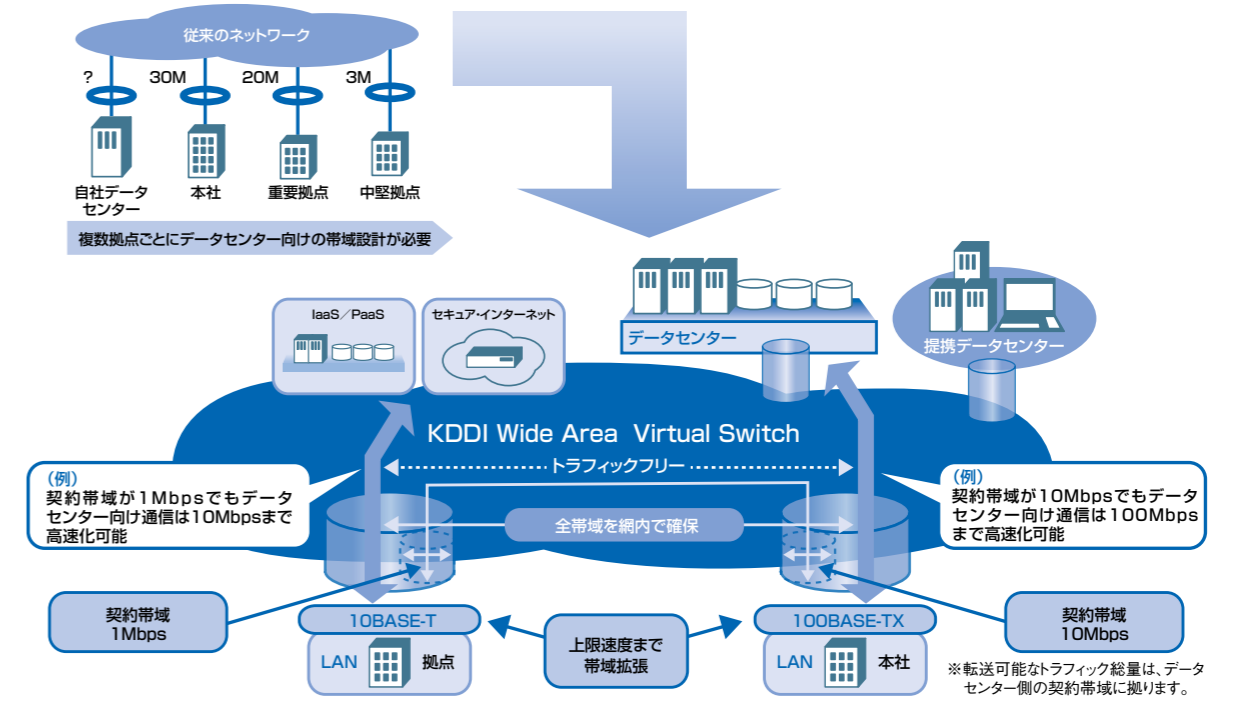 従来のネットワーク
?
30M
20M
3M
自社データ
センター
本社
重要拠点
中堅拠点
複数拠点ごとにデータセンター向けの帯域設計が必要
IaaS／PaaS
セキュア・インターネット
データセンター
提携データセンター
KDDI Wide Area Virtual Switch
トラフィックフリー
（例）
契約帯域が1Mbpsでもデータ
センター向け通信は10Mbpsまで
高速化可能
（例）
契約帯域が10Mbpsでもデータ
センター向け通信は100Mbps
まで高速化可能
全帯域を網内で確保
契約帯域
1Mbps
10BASE-T
LAN
拠点
上限速度まで
帯域拡張
100BASE-TX
LAN
本社
契約帯域
10Mbps
※転送可能なトラフィック総量は、データ
センター側の契約帯域に拠ります。